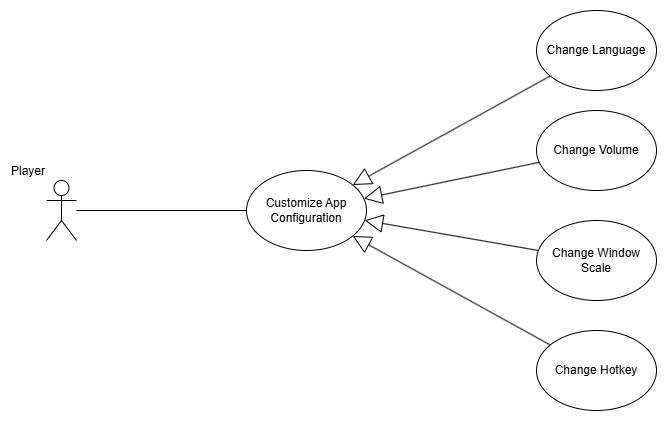 Player
Customize App
Configuration
Change Language
Change Volume
Change Window
Scale
Change Hotkey